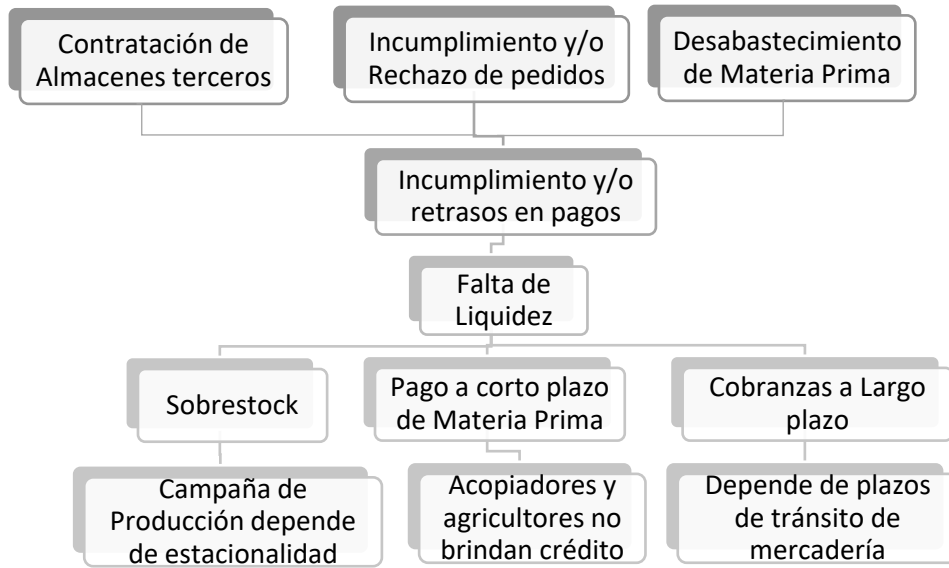 Contratación de
Almacenes terceros
Incumplimiento y/o
Rechazo de pedidos
Desabastecimiento
de Materia Prima
Incumplimiento y/o
retrasos en pagos
Falta de
Liquidez
Sobrestock
Pago a corto plazo
de Materia Prima
Cobranzas a Largo
plazo
Campaña de
Producción depende
de estacionalidad
Acopiadores y
agricultores no
brindan crédito
Depende de plazos
de tránsito de
mercadería